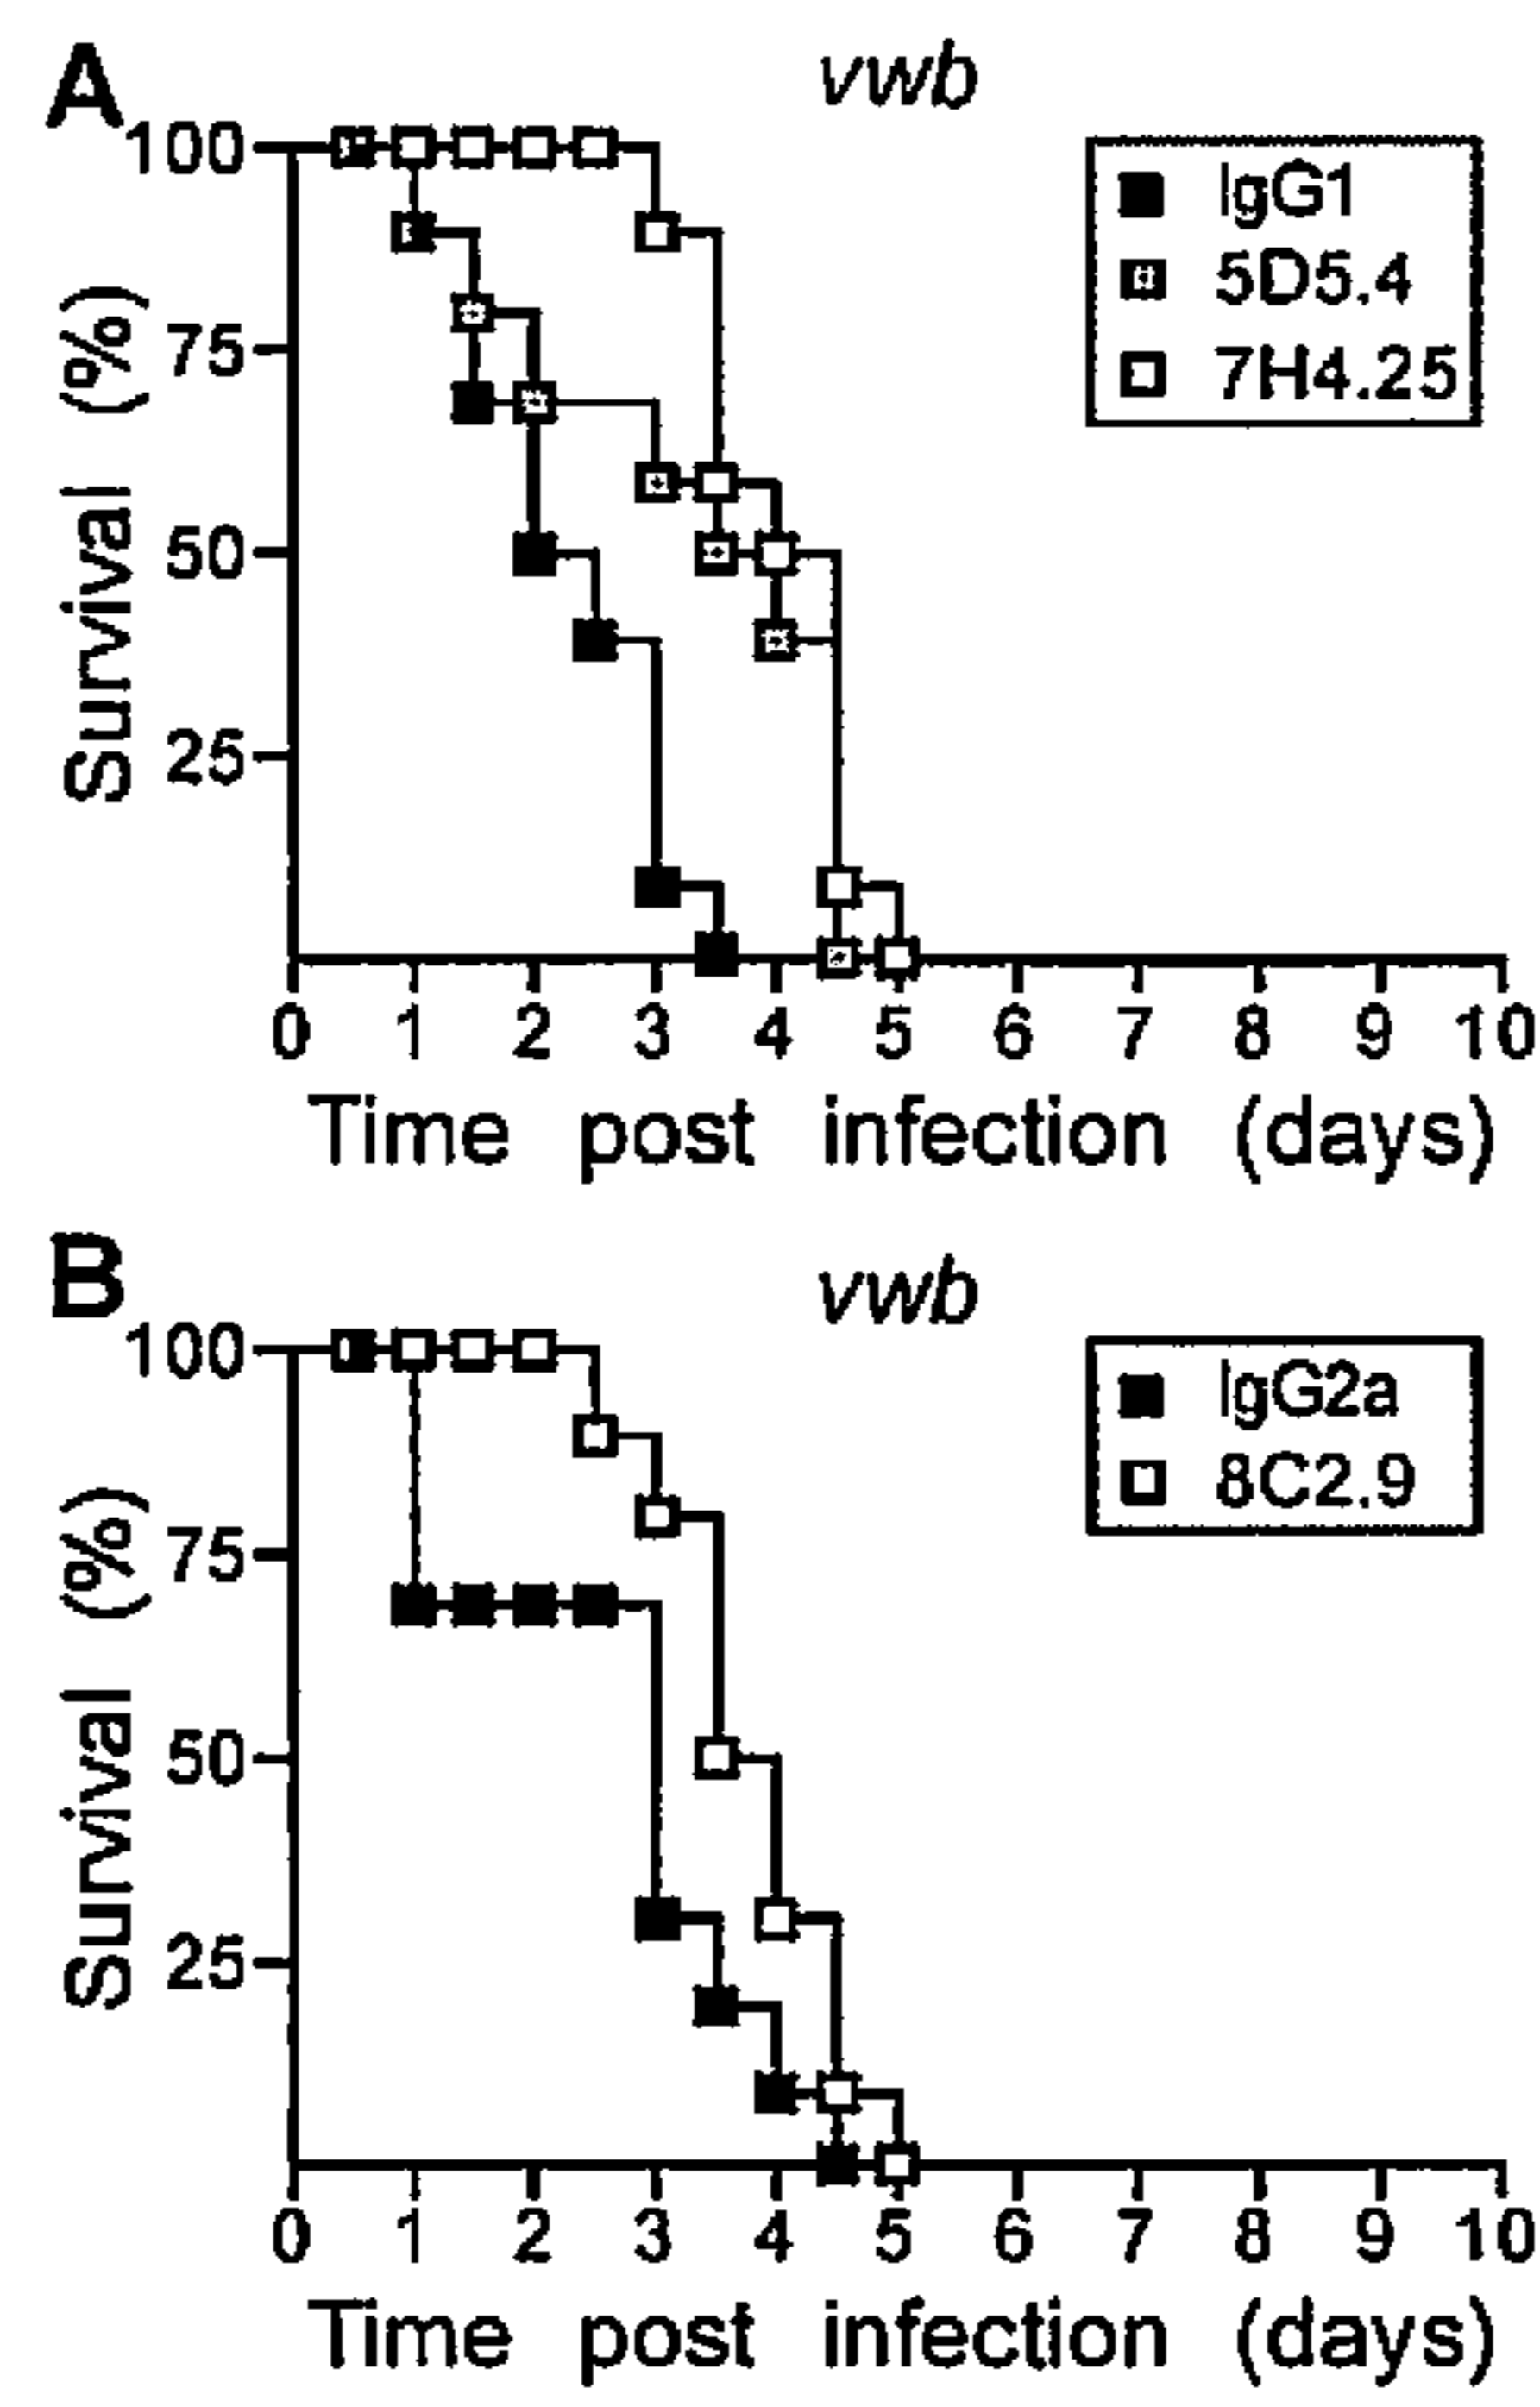 A
vwb
100
75
50
25
Survival (%)
IgG1
5D5.4
7H4.25
0 1 2 3 4 5 6 7 8 9 10
Time post infection (days)
B
vwb
100
75
50
25
Survival (%)
IgG2a
8C2.9
0 1 2 3 4 5 6 7 8 9 10
Time post infection (days)